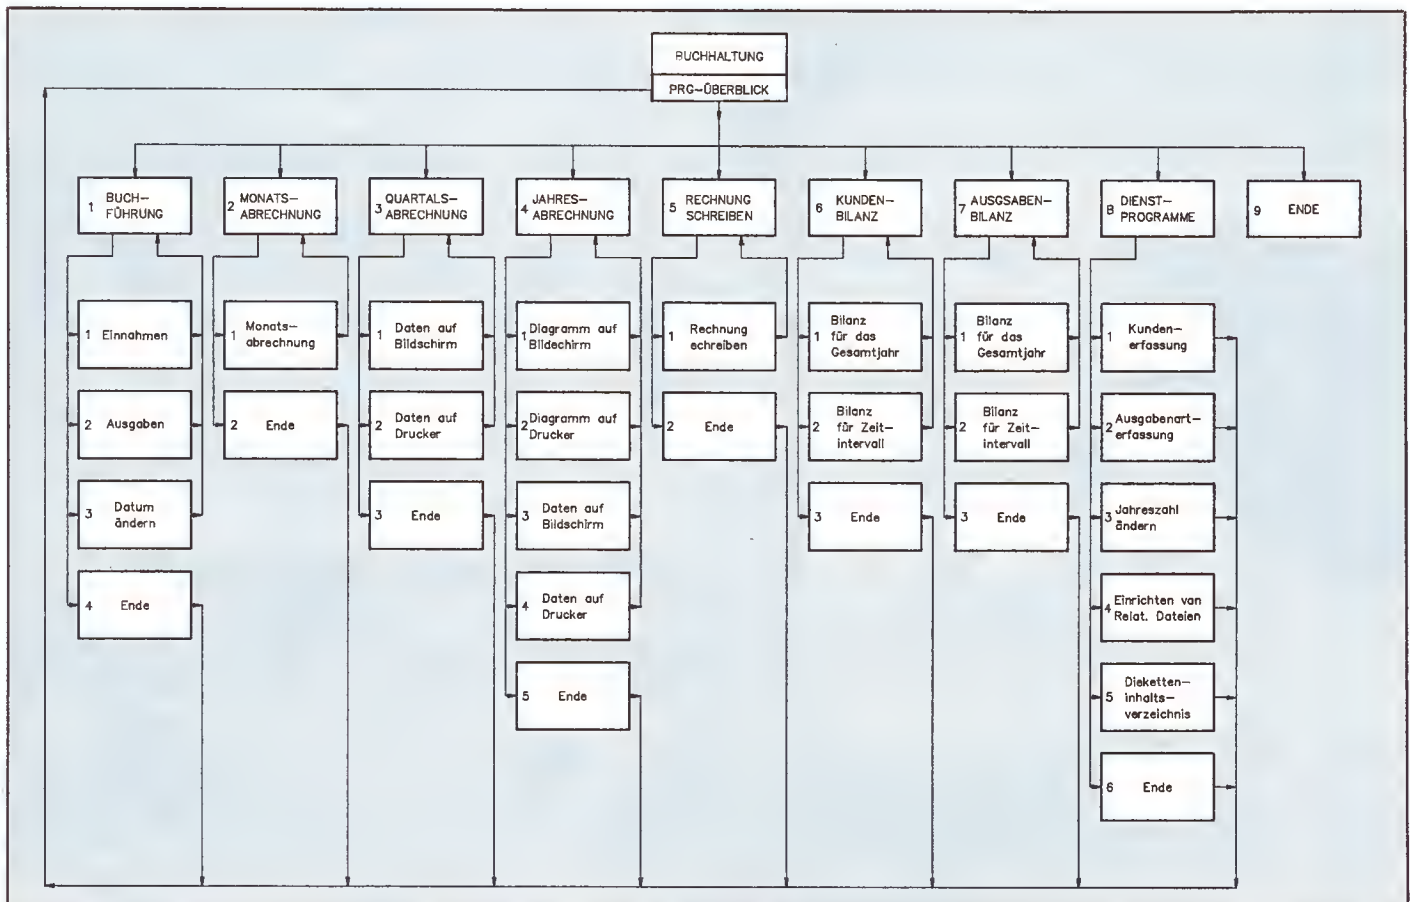 BUCHHALTUNG
PRG-ÜBERBLICK
1 BUCH-
FÜHRUNG
2 MONATS-
ABRECHNUNG
3 QUARTALS-
ABRECHNUNG
4 JAHRES-
ABRECHNUNG
5 RECHNUNG
SCHREIBEN
6 KUNDEN-
BILANZ
7 AUSGSABEN-
BILANZ
8 DIENST-
PROGRAMME
9 ENDE
1 Einnahmen
2 Ausgaben
3 Datum
ändern
4 Ende
1 Monats-
abrechnung
2 Ende
1 Daten auf
Bildschirm
2 Daten auf
Drucker
3 Ende
1 Diagramm auf
Bildechirm
2 Diagramm auf
Drucker
3 Daten auf
Bildschirm
4 Daten auf
Drucker
5 Ende
1 Rechnung
echreiben
2 Ende
1 Bilanz
für das
Gesamtjahr
2 Bilanz
für Zeit-
intervall
3 Ende
1 Bilanz
für das
Gesamtjahr
2 Bilanz
für Zeit-
intervall
3 Ende
1 Kunden-
erfassung
2 Ausgabenart-
erfassung
3 Jahreszahl
ändern
4 Einrichten van
Relat. Dateien
5 Dieketten-
inhalts-
verzeichnis
6 Ende